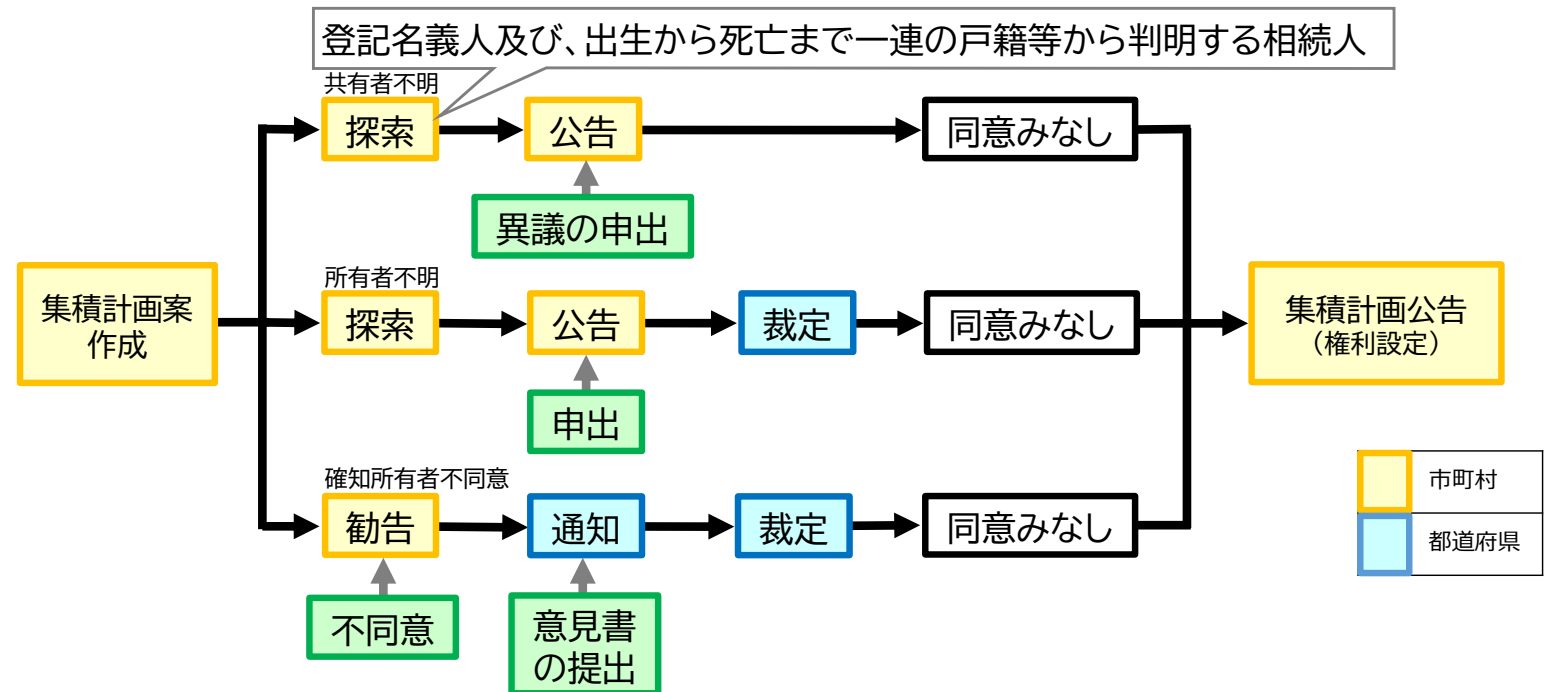 登記名義人及び、出生から死亡まで一連の戸籍等から判明する相続人
共有者不明
探索
公告
同意みなし
異議の申出
集積計画案
作成
所有者不明
探索
公告
裁定
同意みなし
集積計画公告
（権利設定）
申出
確知所有者不同意
勧告
通知
裁定
同意みなし
不同意
意見書
の提出
市町村
都道府県